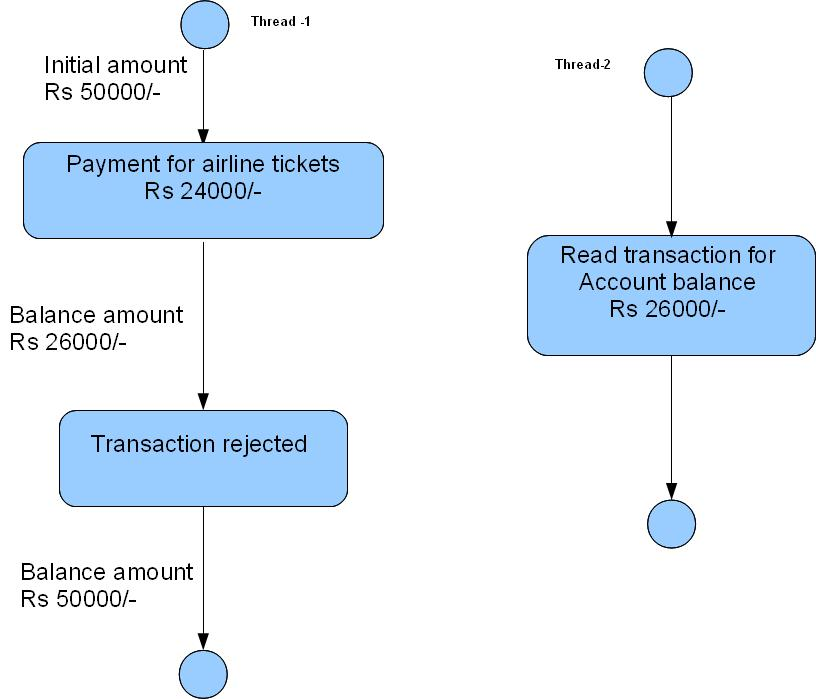 Thread -1
Initial amount
Rs 50000/-
Payment for airline tickets
Rs 24000/-
Balance amount
Rs 26000/-
Transaction rejected
Balance amount
Rs 50000/-
Thread-2
Read transaction for
Account balance
Rs 26000/-